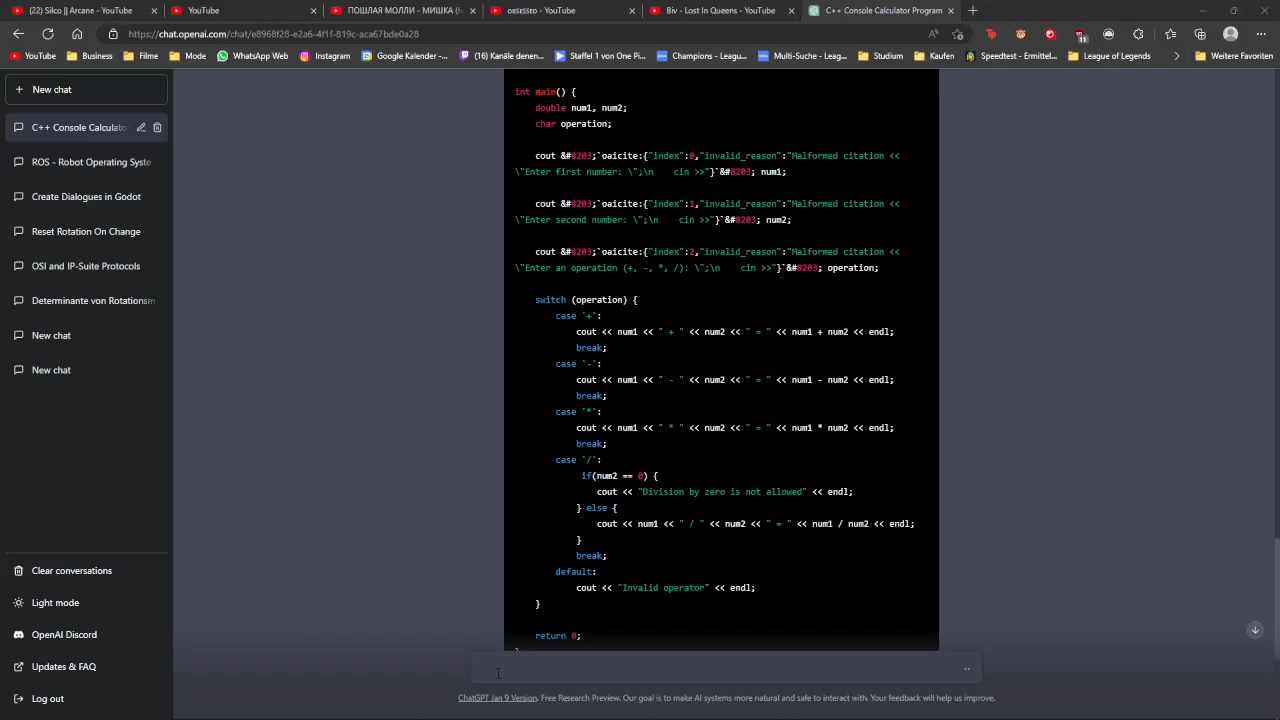 (22) Silco || Arcane - YouTube
YouTube
ПОШЛАЯ МОЛЛИ - МИШКА
ᴏʙsᴇssᴇᴅ - YouTube
Biv - Lost In Queens - YouTube
C++ Console Calculator Program
https://chat.openai.com/chat/e8968f28-e2a6-4f1f-819c-aca67bde0a28
YouTube
Business
Filme
Mode
WhatsApp Web
Instagram
Google Kalender -...
(100) Kanäle denen...
Staffel 1 von One Pi...
Champions - Leagu...
Multi-Suche - Leag...
Studium
Speedtest - Ermittel...
League of Legends
Weitere Favoriten
11
New chat
C++ Console Calculato
ROS - Robot Operating Syste
Create Dialogues in Godot
Reset Rotation On Change
OSI and IP-Suite Protocols
Determinante von Rotationsm
New chat
New chat
Clear conversations
Light mode
OpenAI Discord
Updates & FAQ
Log out
int main() {
double num1, num2;
char operation;
cout &#8203;`oaicite:{"index":0,"invalid_reason":"Malformed citation <<
\"Enter first number: \";\n    cin >>"}`&#8203; num1;
cout &#8203;`oaicite:{"index":1,"invalid_reason":"Malformed citation <<
\"Enter second number: \";\n    cin >>"}`&#8203; num2;
cout &#8203;`oaicite:{"index":2,"invalid_reason":"Malformed citation <<
\"Enter an operation (+, -, *, /): \";\n    cin >>"}`&#8203; operation;
switch (operation) {
case '+':
cout << num1 << " + " << num2 << " = " << num1 + num2 << endl;
break;
case '-':
cout << num1 << " - " << num2 << " = " << num1 - num2 << endl;
break;
case '*':
cout << num1 << " * " << num2 << " = " << num1 * num2 << endl;
break;
case '/':
if(num2 == 0) {
cout << "Division by zero is not allowed" << endl;
} else {
cout << num1 << " / " << num2 << " = " << num1 / num2 << endl;
}
break;
default:
cout << "Invalid operator" << endl;
}
return 0;
ChatGPT Jan 9 Version. Free Research Preview. Our goal is to make AI systems more natural and safe to interact with. Your feedback will help us improve.